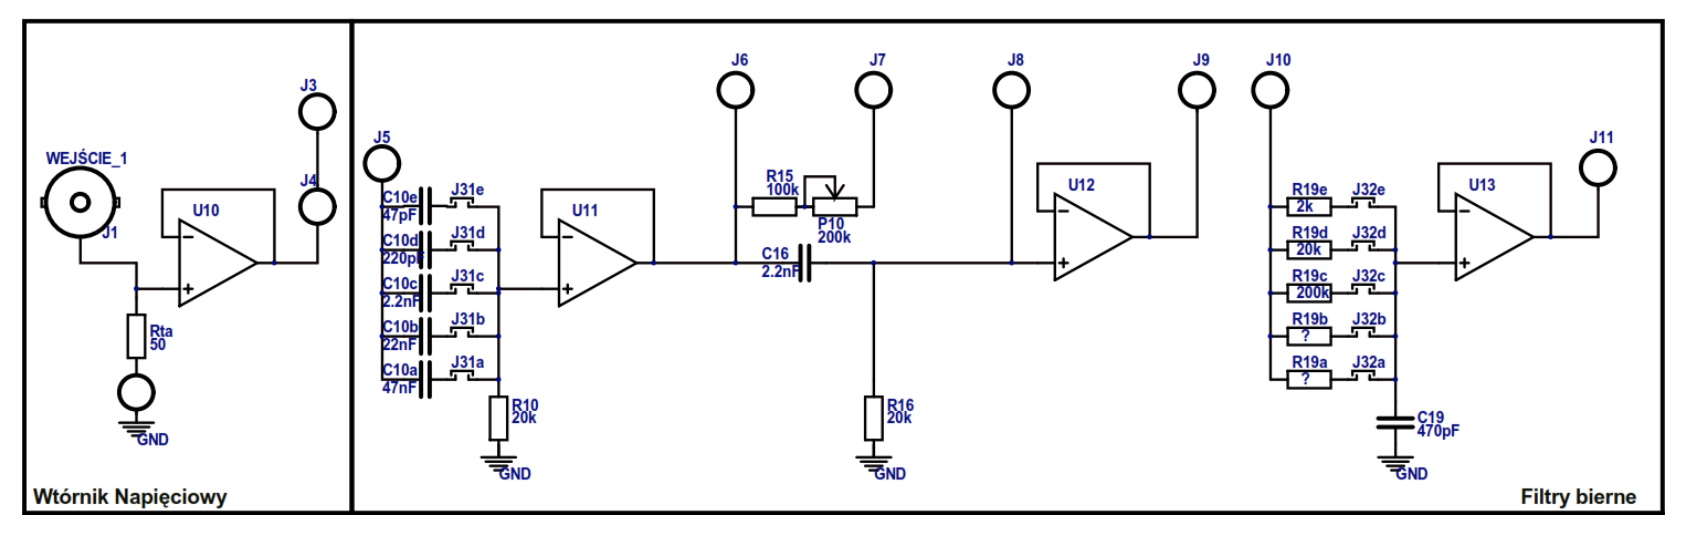 WEJŚCIE_1
J1
U10
J3
J4
Rta
50
GND
Wtórnik Napięciowy
J5
C10e
47pF
J31e
C10d
220pF
J31d
C10c
2.2nF
J31c
C10b
22nF
J31b
C10a
47nF
J31a
R10
20k
GND
U11
J6
J7
R15
100k
P10
200k
C16
2.2nF
R16
20k
GND
J8
U12
J9
J10
R19e
2k
J32e
R19d
20k
J32d
R19c
200k
J32c
R19b
?
J32b
R19a
?
J32a
C19
470pF
GND
U13
J11
Filtry bierne